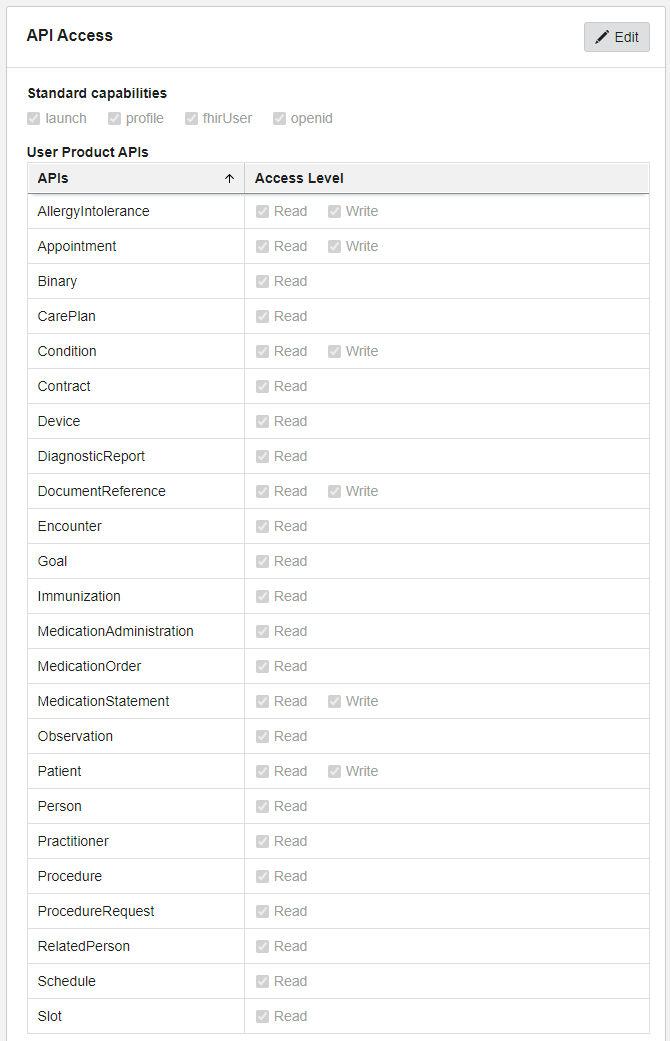 API Access
Edit
Standard capabilities
launch profile fhirUser openid
User Product APIs
APIs Access Level
AllergyIntolerance Read Write
Appointment Read Write
Binary Read
CarePlan Read
Condition Read Write
Contract Read
Device Read
DiagnosticReport Read
DocumentReference Read Write
Encounter Read
Goal Read
Immunization Read
MedicationAdministration Read
MedicationOrder Read
MedicationStatement Read Write
Observation Read
Patient Read Write
Person Read
Practitioner Read
Procedure Read
ProcedureRequest Read
RelatedPerson Read
Schedule Read
Slot Read